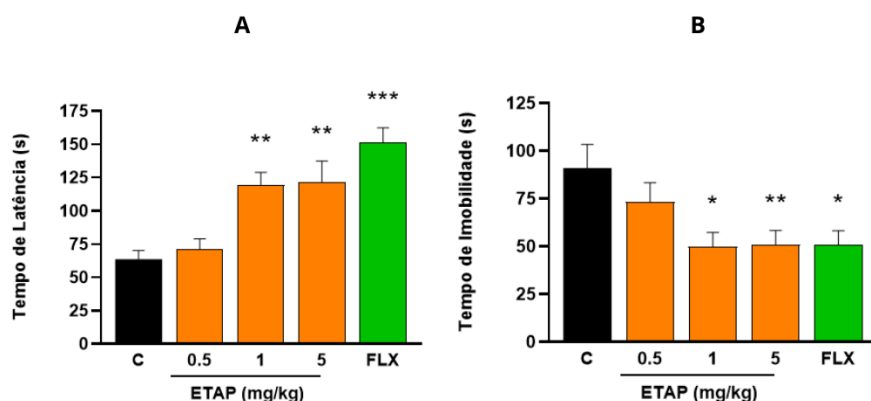 A
Tempo de Latência (s)
175
150
125
100
75
50
25
0
**
**
***
C 0.5 1 5 FLX
ETAP (mg/kg)
B
Tempo de Imobilidade (s)
125
100
75
50
25
0
*
**
*
C 0.5 1 5 FLX
ETAP (mg/kg)